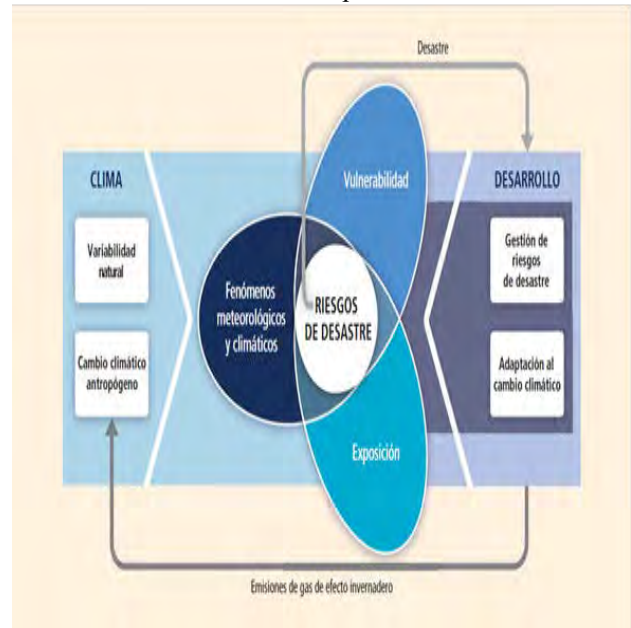 Desastre
CLIMA
Variabilidad
natural
Cambio climático
antropógeno
Fenómenos
meteorológicos
y climáticos
Vulnerabilidad
RIESGOS
DE DESASTRE
Exposición
DESARROLLO
Gestión de
riesgos
de desastre
Adaptación al
cambio climático
Emisiones de gas de efecto invernadero